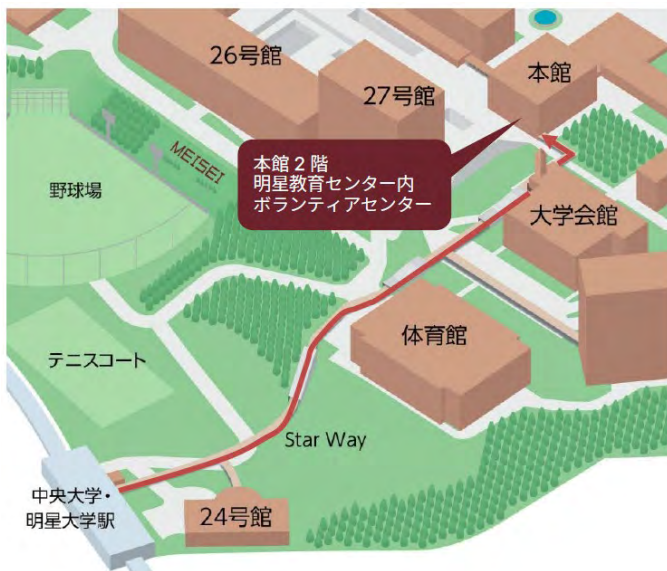 26号館
27号館
本館
MEISEI
本館2階
明星教育センター内
ボランティアセンター
野球場
大学会館
テニスコート
体育館
Star Way
中央大学・
明星大学駅
24号館